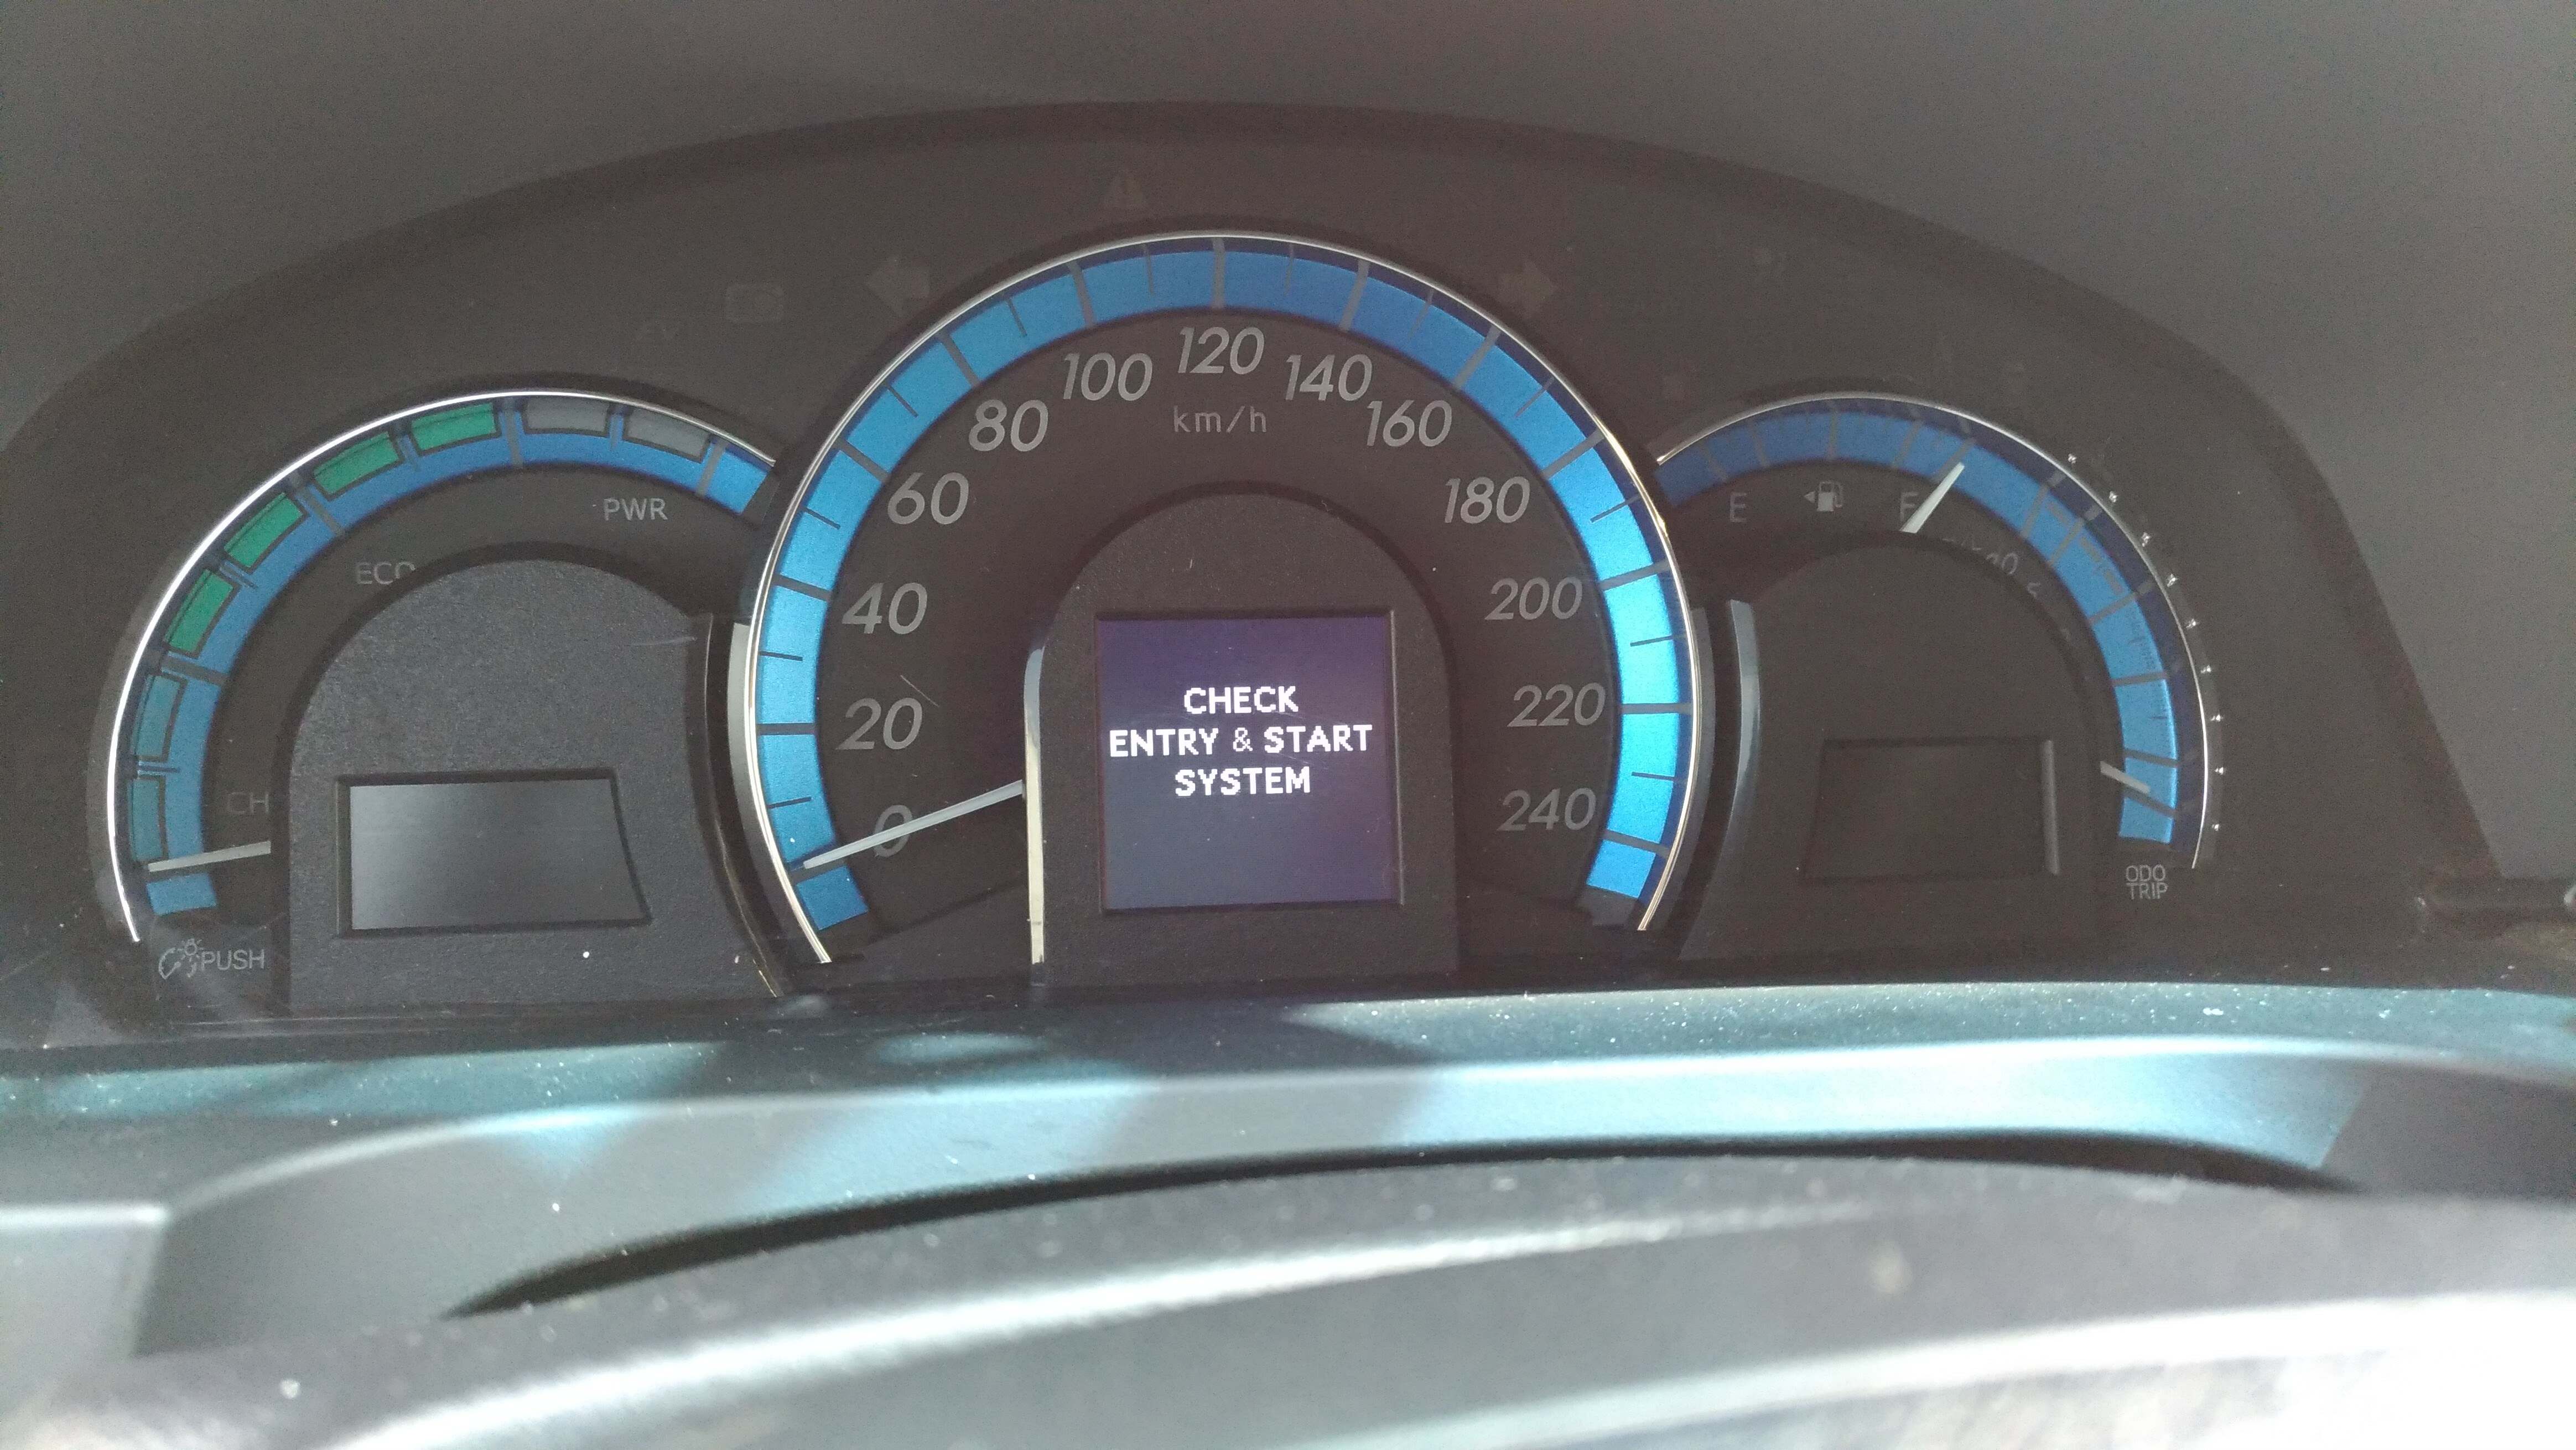 120
100
140
km/h
80
160
60
180
E
F
PWR
ECO
40
200
20
220
CHECK
ENTRY & START
SYSTEM
0
240
CH
ODO
TRIP
PUSH